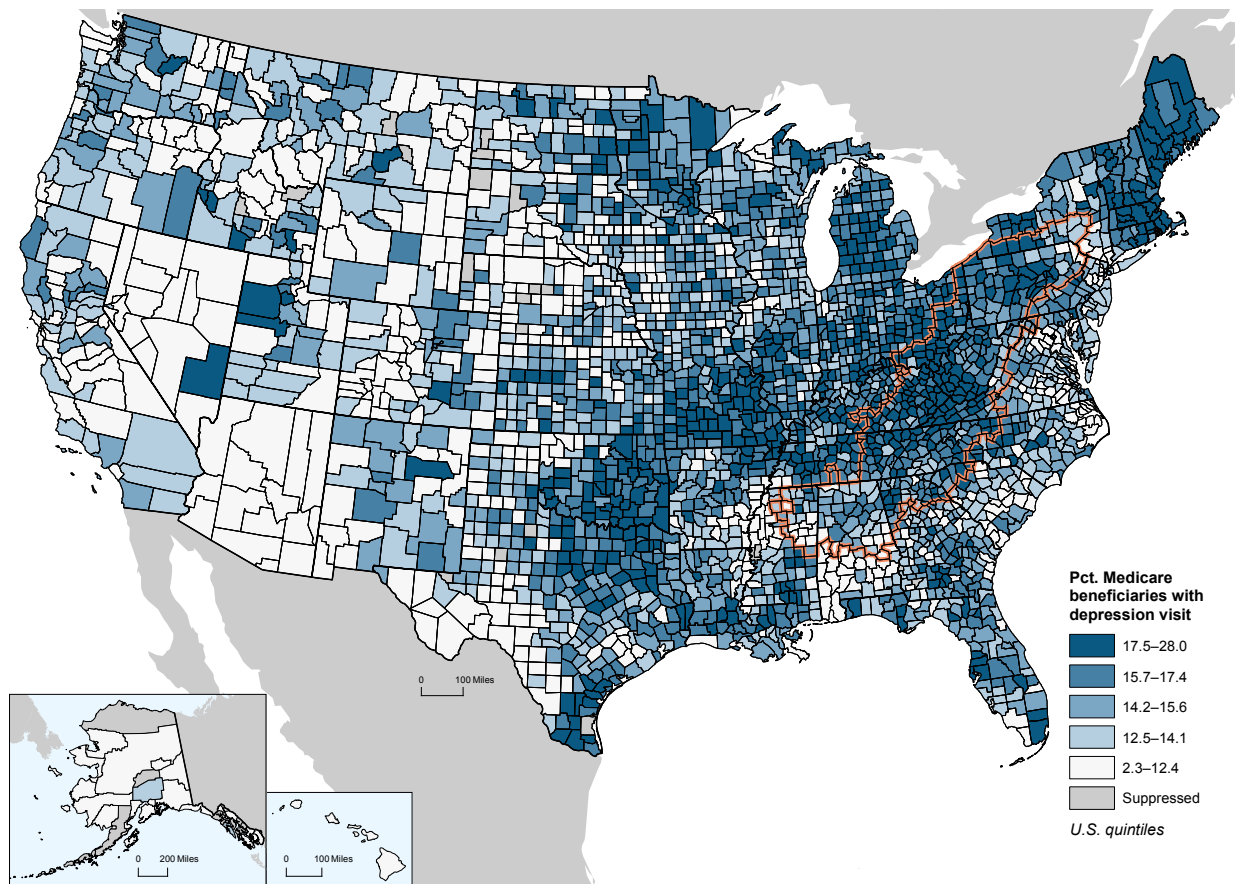 Pct. Medicare
beneficiaries with
depression visit
17.5–28.0
15.7–17.4
14.2–15.6
12.5–14.1
2.3–12.4
Suppressed
U.S. quintiles
0 100 Miles
0 200 Miles
0 100 Miles